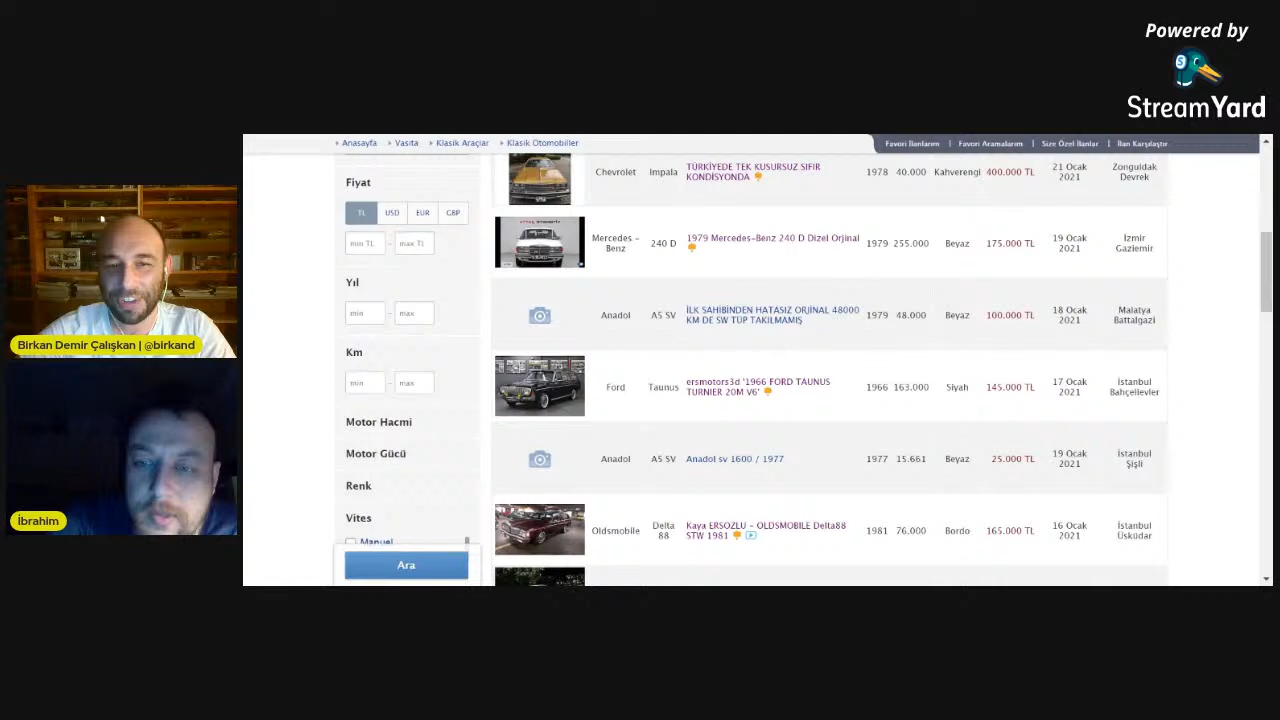 Powered by
StreamYard
Anasayfa Vasıta Klasik Araçlar Klasik Otomobiller
Favori İlanlarım | Favori Aramalarım | Size Özel İlanlar | İlan Karşılaştır
Fiyat
TL USD EUR GBP
min TL - max TL
Yıl
min - max
Km
min - max
Motor Hacmi
Motor Gücü
Renk
Vites
Manuel
Ara
Chevrolet Impala TÜRKİYEDE TEK KUSURSUZ SIFIR KONDİSYONDA 1978 40.000 Kahverengi 400.000 TL 21 Ocak 2021 Zonguldak Devrek
Mercedes - Benz 240 D 1979 Mercedes-Benz 240 D Dizel Orjinal 1979 255.000 Beyaz 175.000 TL 19 Ocak 2021 İzmir Gaziemir
Anadol A5 SV İLK SAHIBİNDEN HATASIZ ORJİNAL 48000 KM DE SW TÜP TAKILMAMIŞ 1979 48.000 Beyaz 100.000 TL 18 Ocak 2021 Malatya Battalgazi
Ford Taunus ersmotors3d '1966 FORD TAUNUS TURNIER 20M V6' 1966 163.000 Siyah 145.000 TL 17 Ocak 2021 İstanbul Bahçelievler
Anadol A5 SV Anadol sv 1600 / 1977 1977 15.661 Beyaz 25.000 TL 19 Ocak 2021 İstanbul Şişli
Oldsmobile Delta 88 Kaya ERSOZLU - OLDSMOBILE Delta88 STW 1981 1981 76.000 Bordo 165.000 TL 16 Ocak 2021 İstanbul Üsküdar
Birkan Demir Çalışkan | @birkand
İbrahim